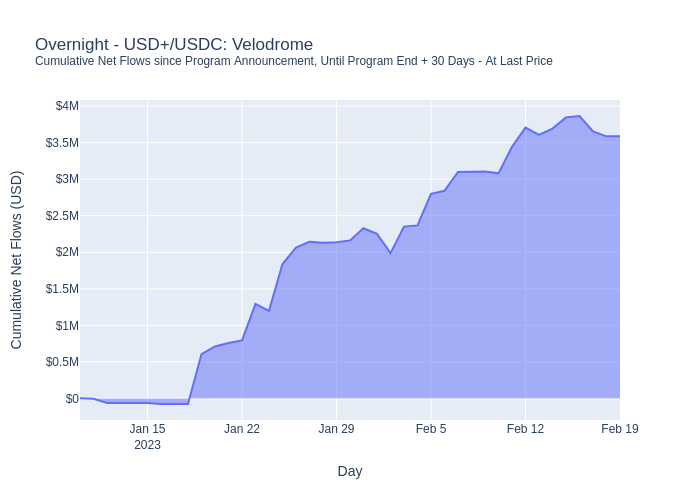 Overnight - USD+/USDC: Velodrome
Cumulative Net Flows since Program Announcement, Until Program End + 30 Days - At Last Price
$4M
$3.5M
$3M
$2.5M
$2M
$1.5M
$1M
$0.5M
$0
Cumulative Net Flows (USD)
Jan 15
2023
Jan 22
Jan 29
Feb 5
Feb 12
Feb 19
Day